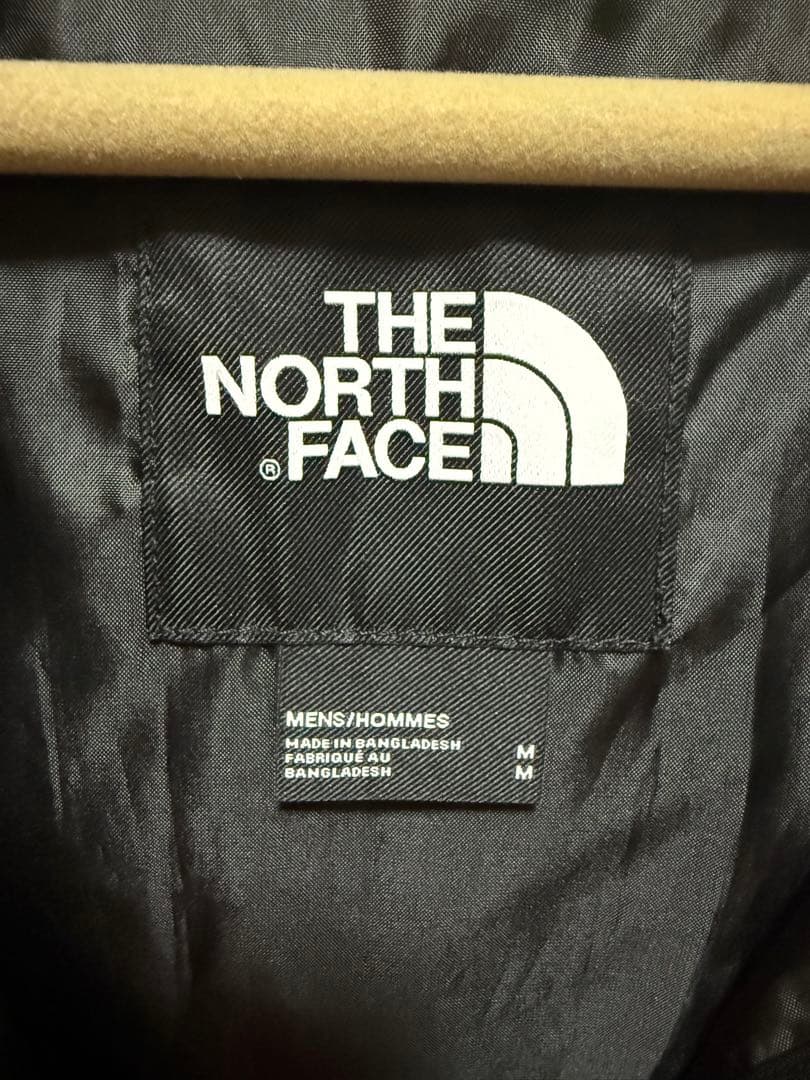 THE
NORTH
® FACE
MENS/HOMMES
MADE IN BANGLADESH M
FABRIQUÉ AU
BANGLADESH M